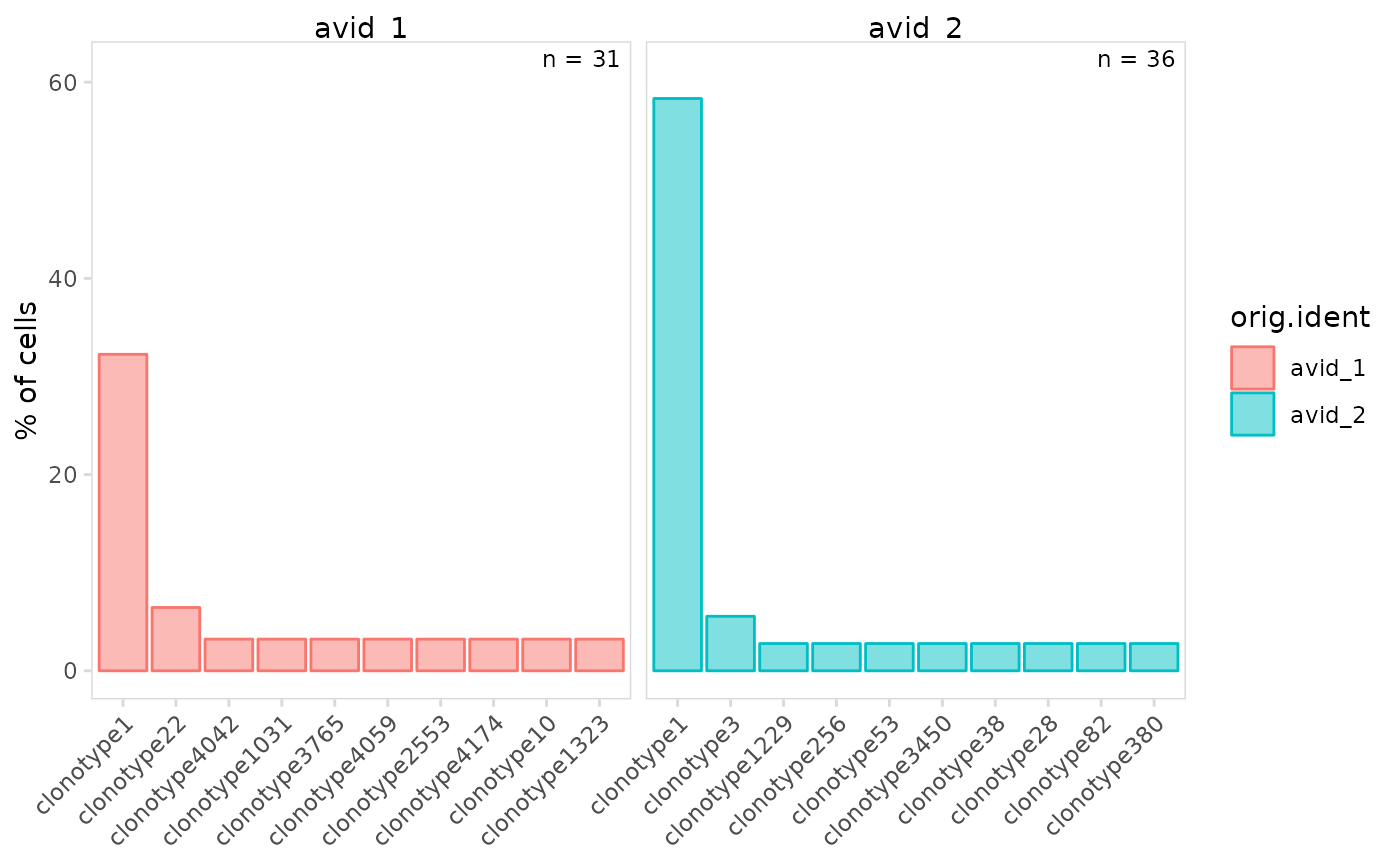 avid_1
avid_2
n = 31
n = 36
% of cells
60
40
20
0
clonotype1
clonotype22
clonotype4042
clonotype1031
clonotype3765
clonotype4059
clonotype2553
clonotype4174
clonotype10
clonotype1323
clonotype1
clonotype3
clonotype1229
clonotype256
clonotype53
clonotype3450
clonotype38
clonotype28
clonotype82
clonotype380
orig.ident
avid_1
avid_2